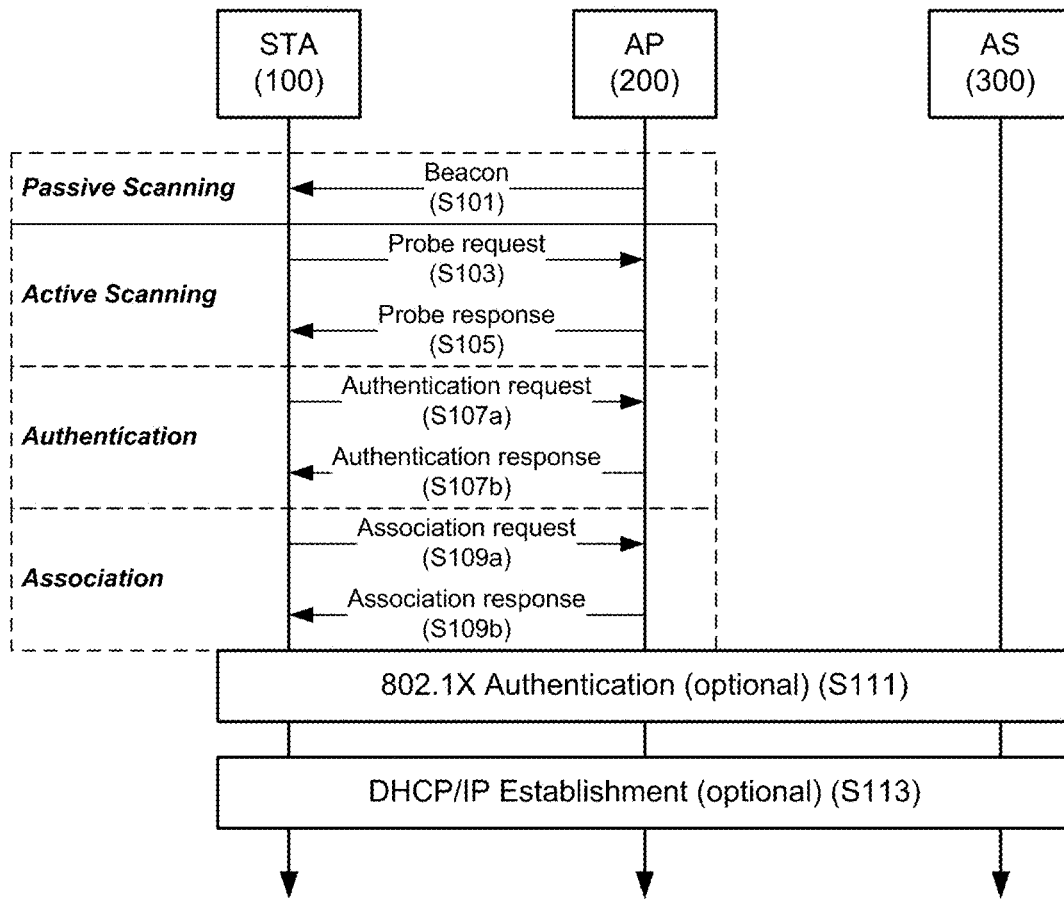 STA
(100)
AP
(200)
AS
(300)
Passive Scanning
Beacon
(S101)
Active Scanning
Probe request
(S103)
Probe response
(S105)
Authentication
Authentication request
(S107a)
Authentication response
(S107b)
Association
Association request
(S109a)
Association response
(S109b)
802.1X Authentication (optional) (S111)
DHCP/IP Establishment (optional) (S113)